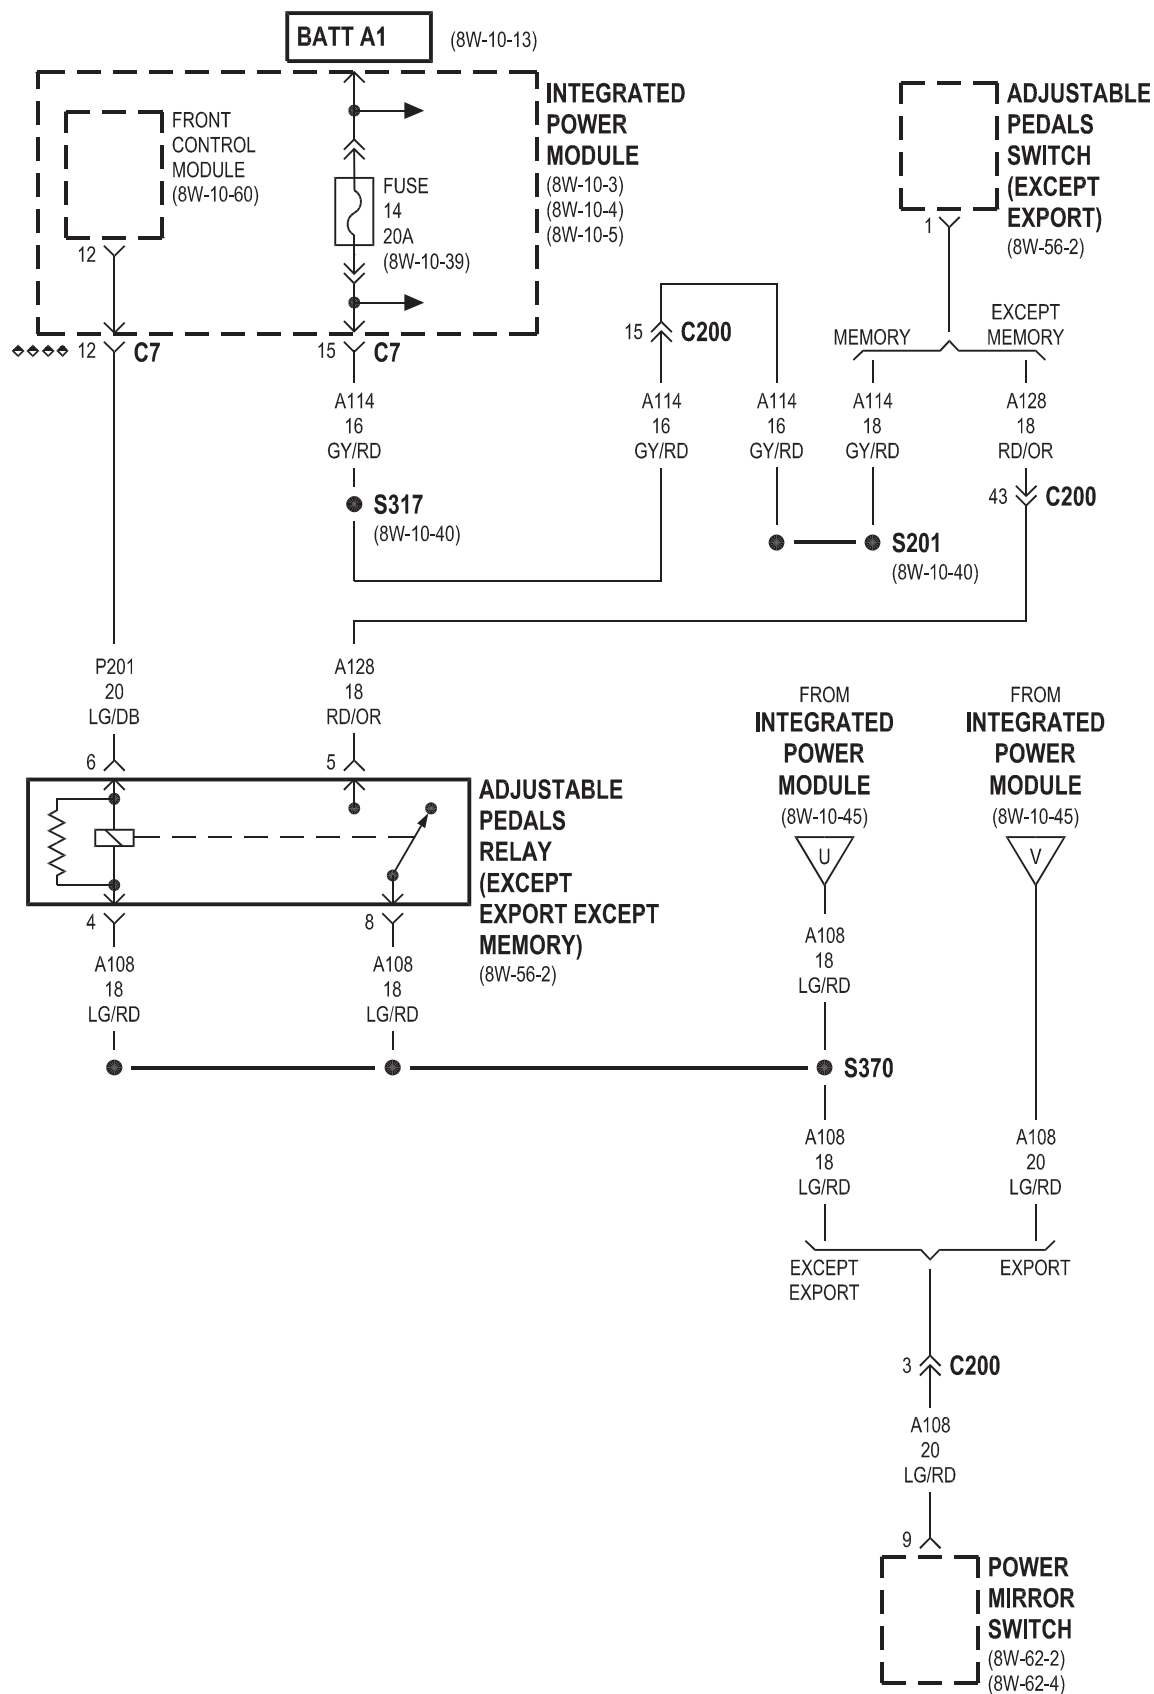 BATT A1
(8W-10-13)
FRONT
CONTROL
MODULE
(8W-10-60)
12
FUSE
14
20A
(8W-10-39)
INTEGRATED
POWER
MODULE
(8W-10-3)
(8W-10-4)
(8W-10-5)
ADJUSTABLE
PEDALS
SWITCH
(EXCEPT
EXPORT)
(8W-56-2)
1
12 C7
15 C7
15 C200
MEMORY
EXCEPT
MEMORY
A114
16
GY/RD
A114
16
GY/RD
A114
16
GY/RD
A114
18
GY/RD
A128
18
RD/OR
S317
(8W-10-40)
43 C200
S201
(8W-10-40)
P201
20
LG/DB
A128
18
RD/OR
6
5
ADJUSTABLE
PEDALS
RELAY
(EXCEPT
EXPORT EXCEPT
MEMORY)
(8W-56-2)
FROM
INTEGRATED
POWER
MODULE
(8W-10-45)
U
FROM
INTEGRATED
POWER
MODULE
(8W-10-45)
V
4
8
A108
18
LG/RD
A108
18
LG/RD
A108
18
LG/RD
S370
A108
18
LG/RD
A108
20
LG/RD
EXCEPT
EXPORT
EXPORT
3 C200
A108
20
LG/RD
9
POWER
MIRROR
SWITCH
(8W-62-2)
(8W-62-4)